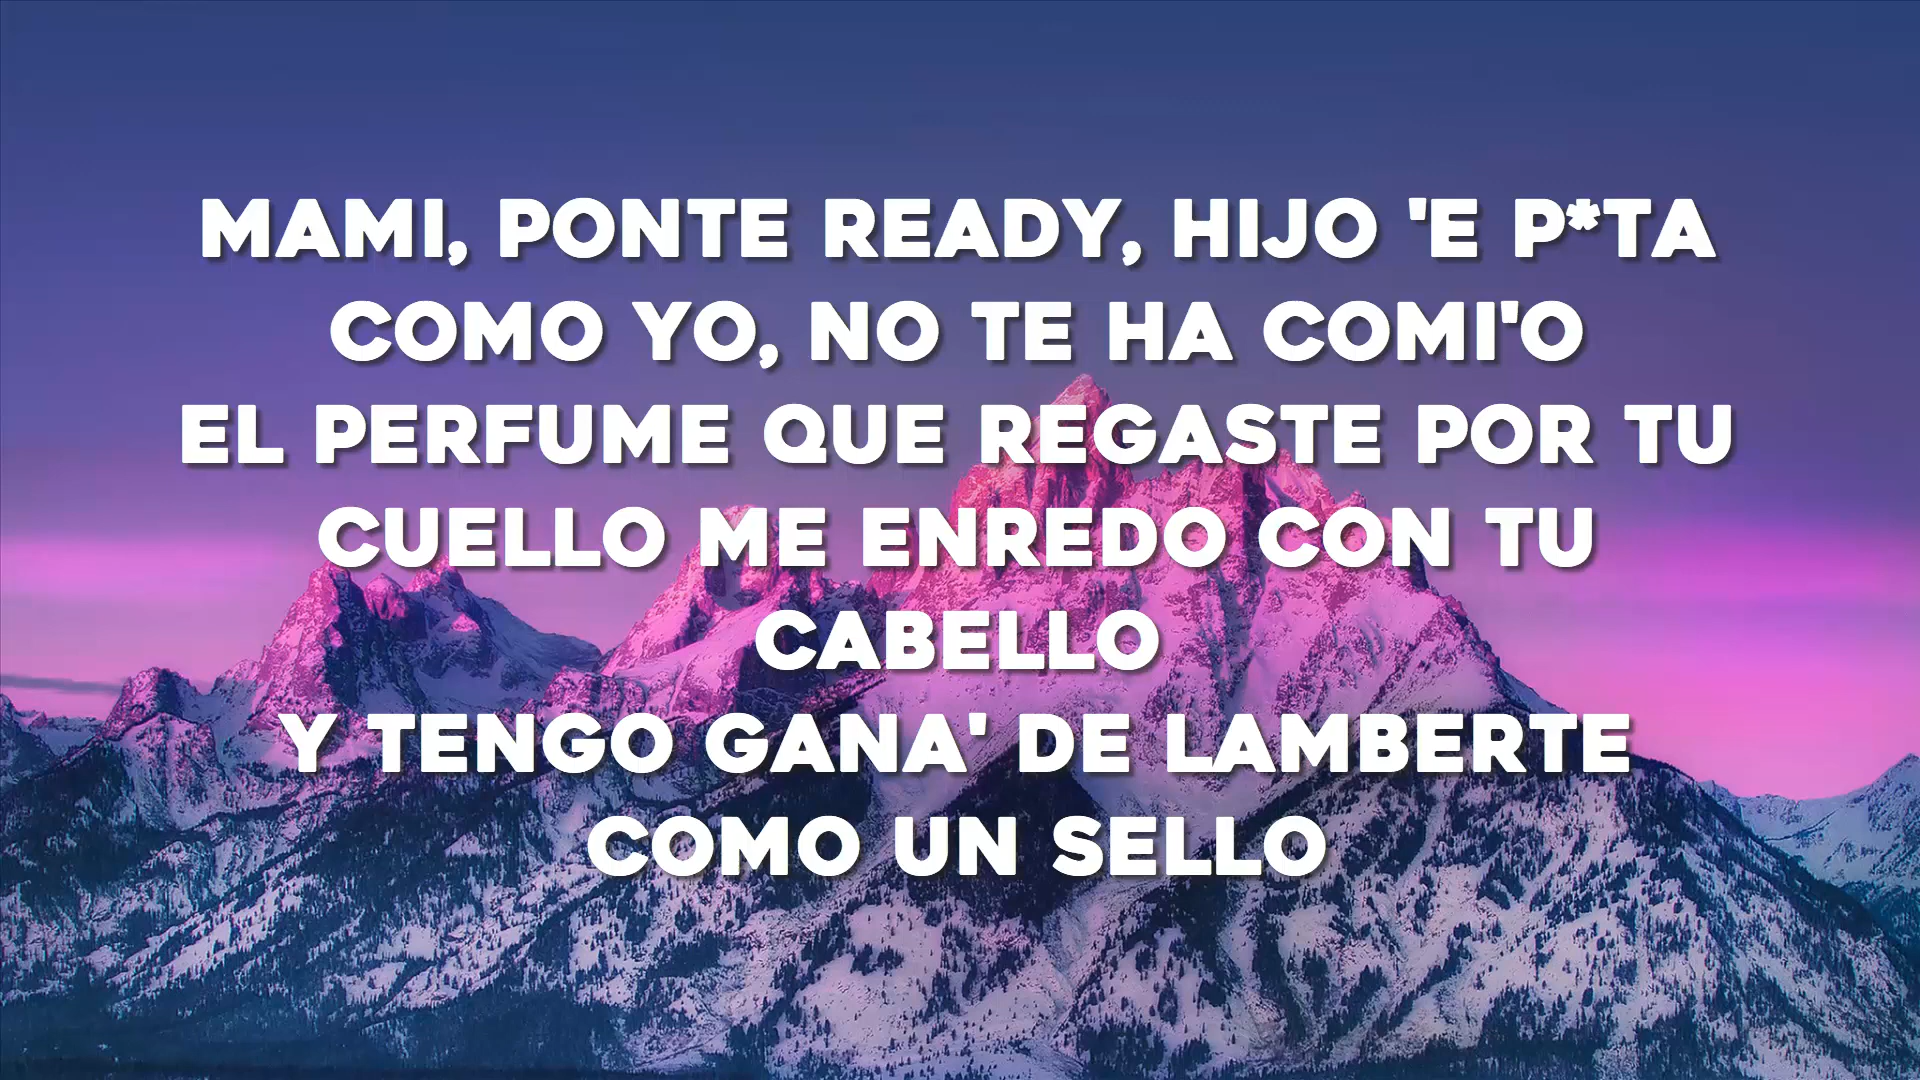 MAMI, PONTE READY, HIJO 'E P*TA
COMO YO, NO TE HA COMI'O
EL PERFUME QUE REGASTE POR TU
CUELLO ME ENREDO CON TU
CABELLO
Y TENGO GANA' DE LAMBERTE
COMO UN SELLO